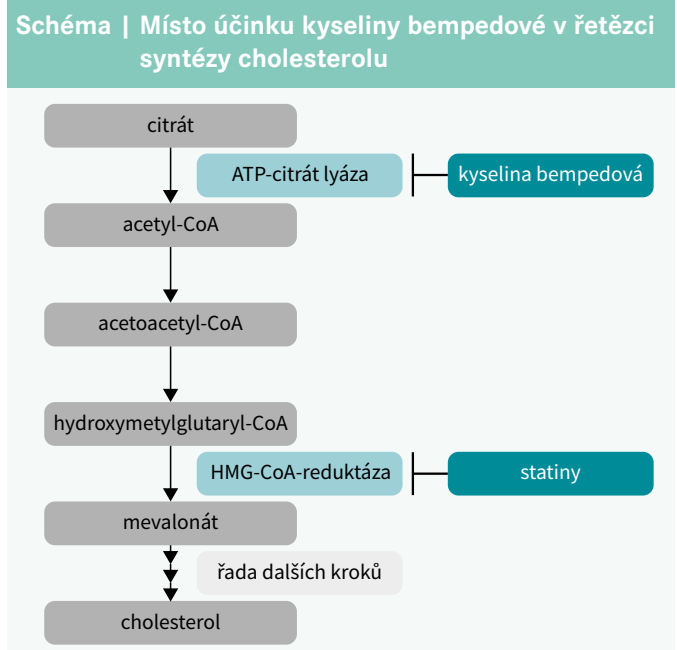 Schéma | Místo účinku kyseliny bempedové v řetězci
syntézy cholesterolu
citrát
ATP-citrát lyáza
kyselina bempedová
acetyl-CoA
acetoacetyl-CoA
hydroxymetylglutaryl-CoA
HMG-CoA-reduktáza
statiny
mevalonát
řada dalších kroků
cholesterol